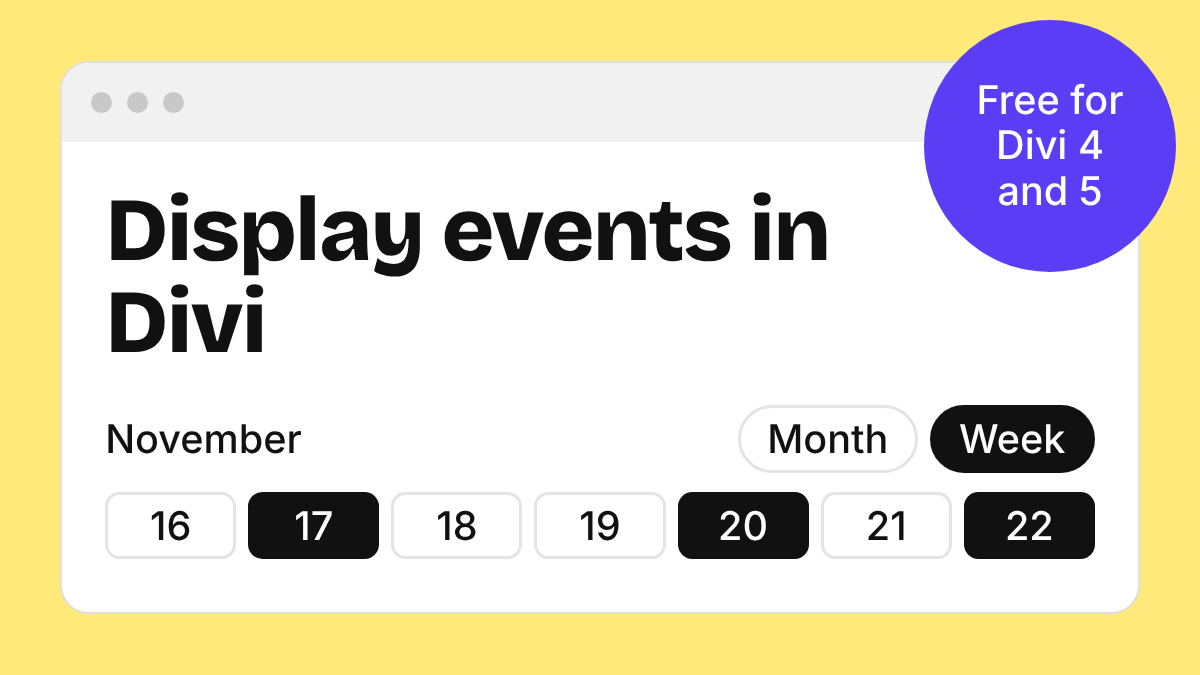 Free for
Divi 4
and 5
Display events in
Divi
November
Month
Week
16 17 18 19 20 21 22